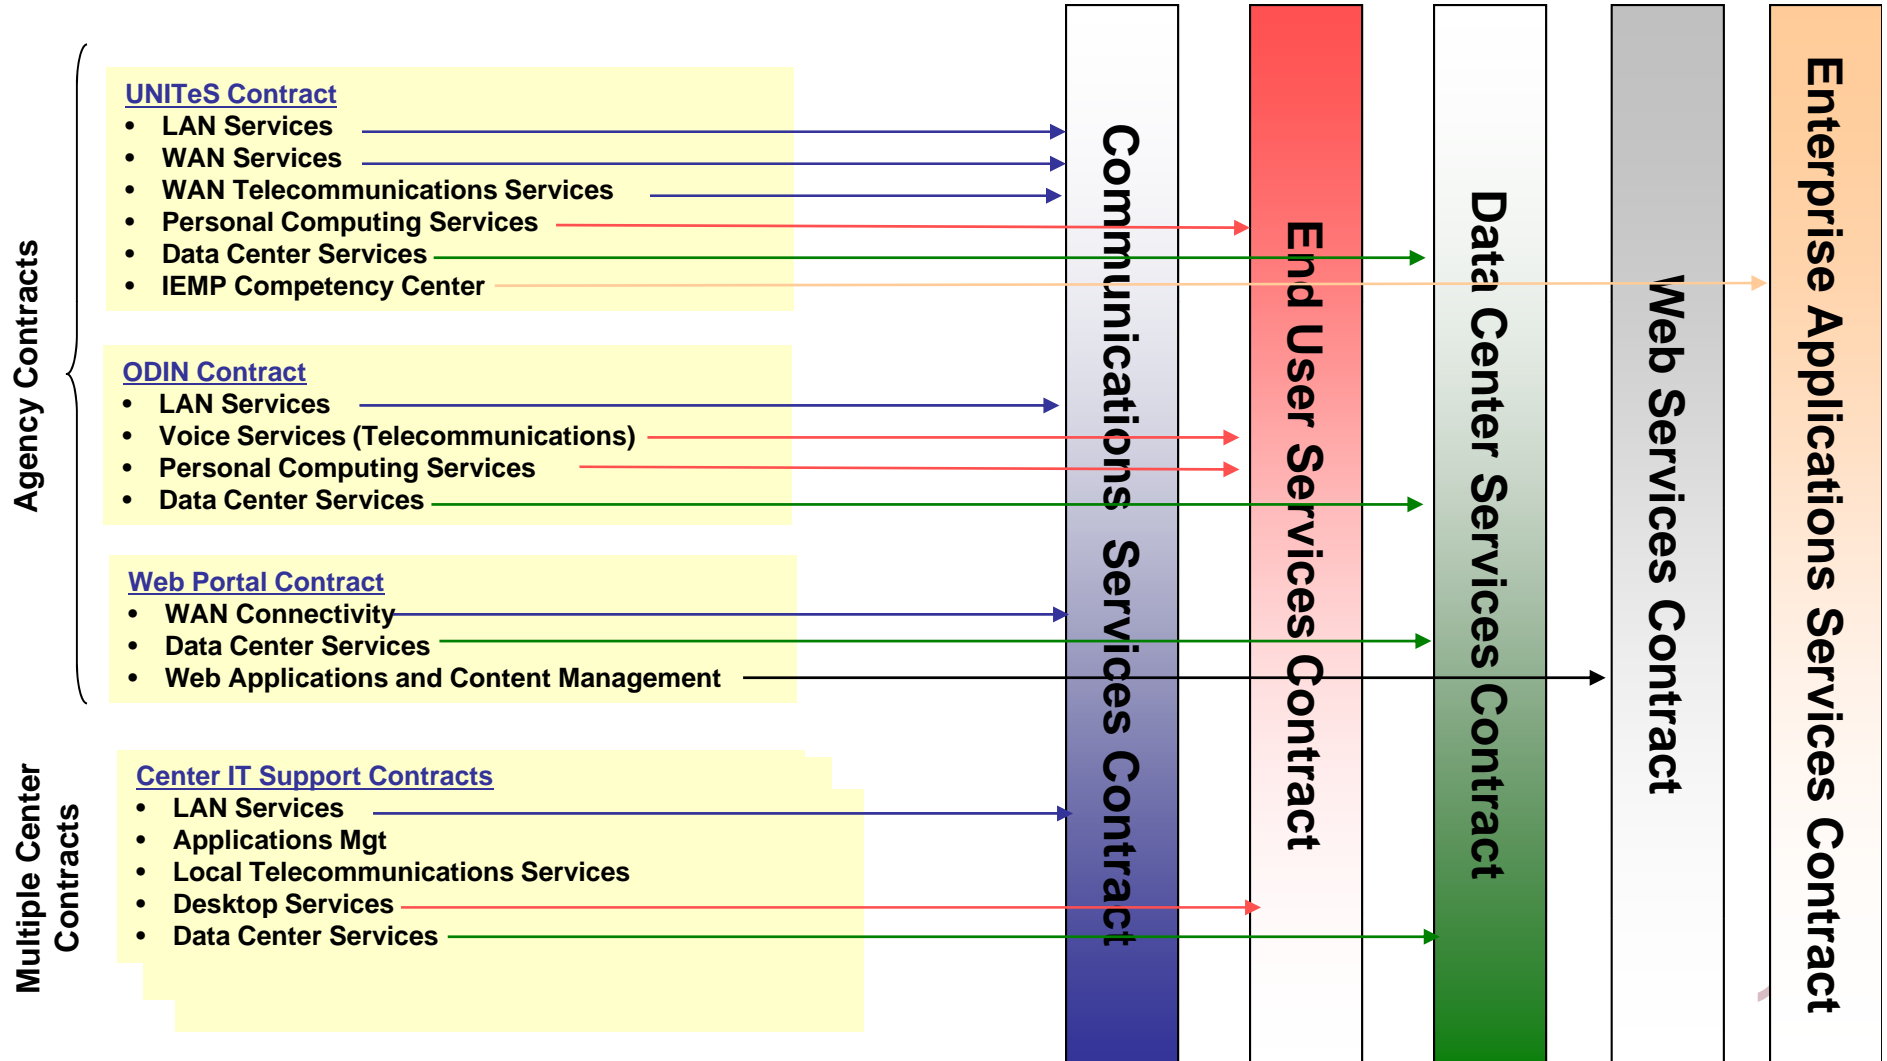 Agency Contracts
UNITeS Contract
• LAN Services
• WAN Services
• WAN Telecommunications Services
• Personal Computing Services
• Data Center Services
• IEMP Competency Center
ODIN Contract
• LAN Services
• Voice Services (Telecommunications)
• Personal Computing Services
• Data Center Services
Web Portal Contract
• WAN Connectivity
• Data Center Services
• Web Applications and Content Management
Multiple Center
Contracts
Center IT Support Contracts
• LAN Services
• Applications Mgt
• Local Telecommunications Services
• Desktop Services
• Data Center Services
Communications Services Contract
End User Services Contract
Data Center Services Contract
Web Services Contract
Enterprise Applications Services Contract